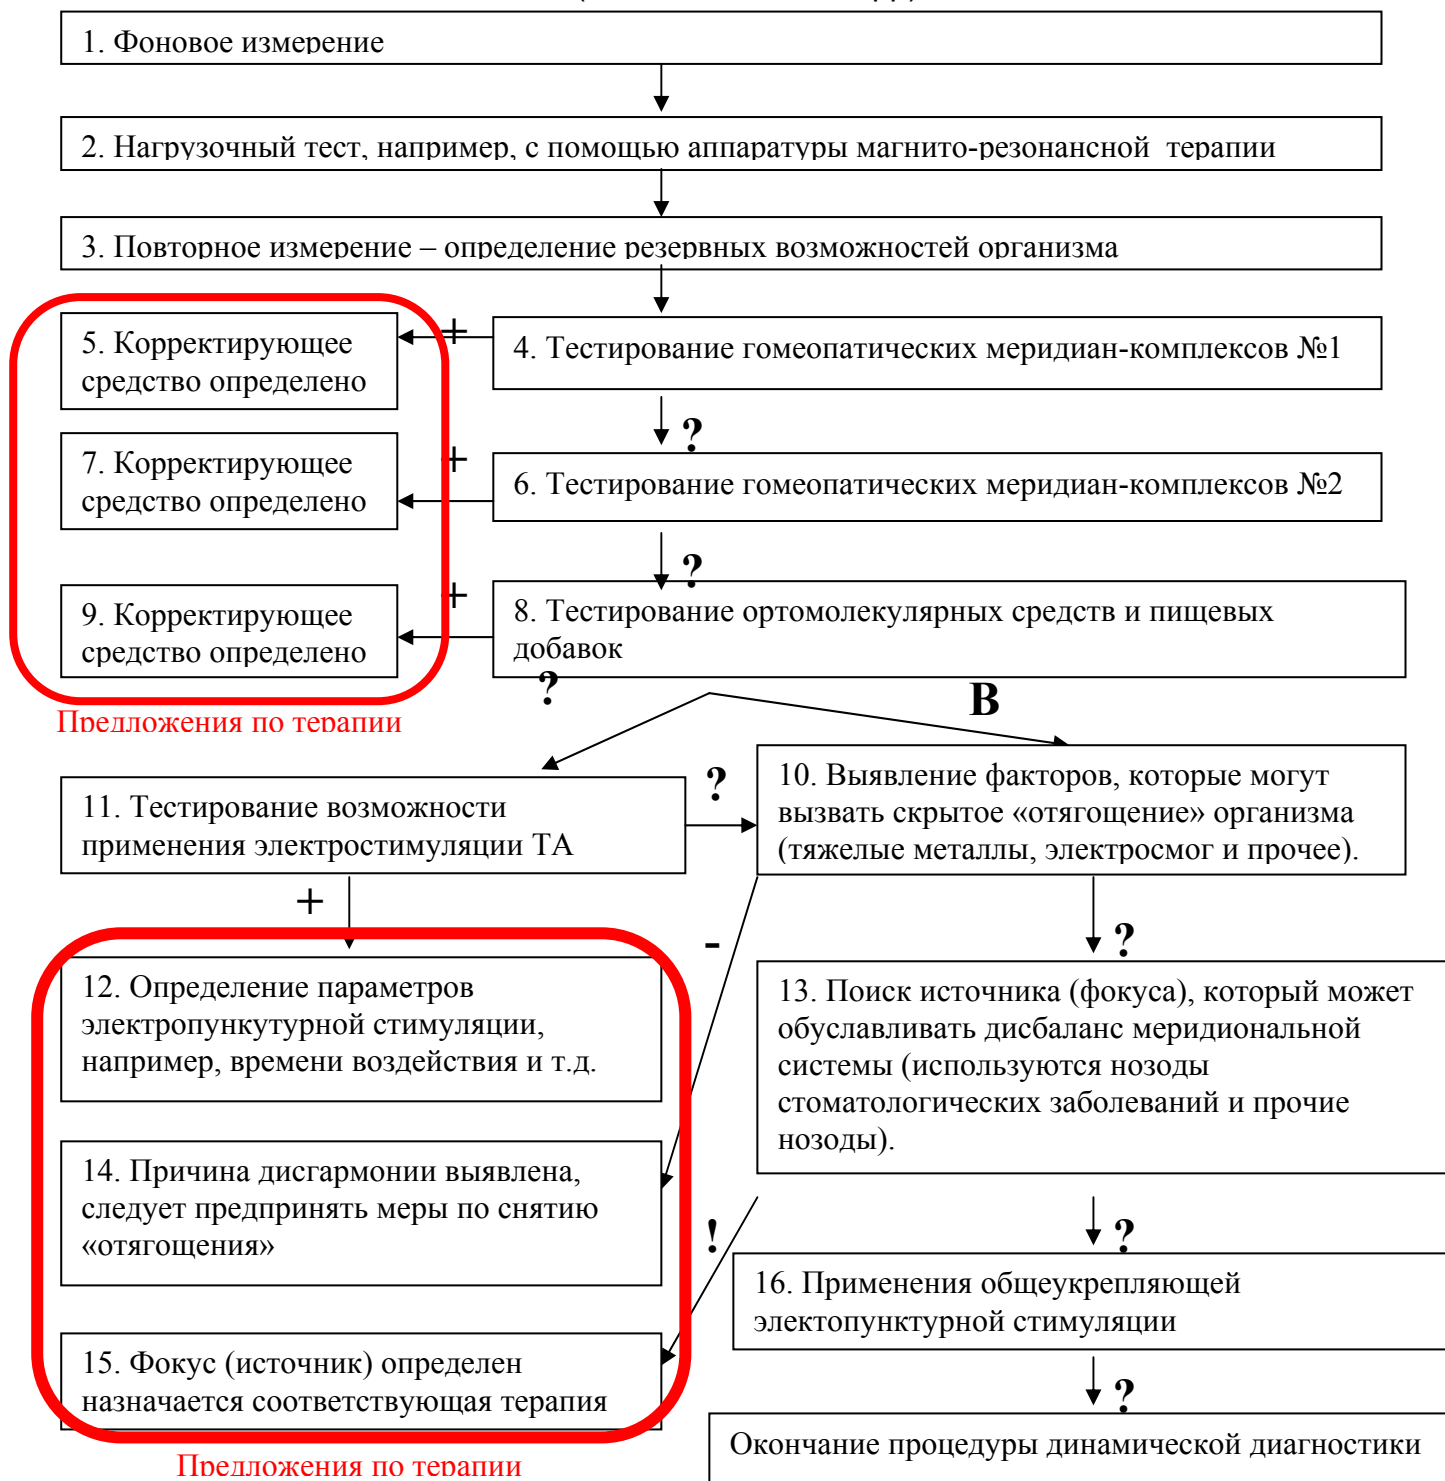 1. Фоновое измерение
2. Нагрузочный тест, например, с помощью аппаратуры магнито-резонансной терапии
3. Повторное измерение – определение резервных возможностей организма
5. Корректирующее
средство определено
+
4. Тестирование гомеопатических меридиан-комплексов №1
?
7. Корректирующее
средство определено
+
6. Тестирование гомеопатических меридиан-комплексов №2
?
9. Корректирующее
средство определено
+
8. Тестирование ортомолекулярных средств и пищевых
добавок
?
В
Предложения по терапии
11. Тестирование возможности
применения электростимуляции ТА
?
10. Выявление факторов, которые могут
вызвать скрытое «отягощение» организма
(тяжелые металлы, электросмог и прочее).
+
-
?
12. Определение параметров
электропункутурной стимуляции,
например, времени воздействия и т.д.
13. Поиск источника (фокуса), который может
обуславливать дисбаланс меридиональной
системы (используются нозоды
стоматологических заболеваний и прочие
нозоды).
14. Причина дисгармонии выявлена,
следует предпринять меры по снятию
«отягощения»
!
?
16. Применения общеукрепляющей
электопунктурной стимуляции
15. Фокус (источник) определен
назначается соответствующая терапия
?
Окончание процедуры динамической диагностики
Предложения по терапии